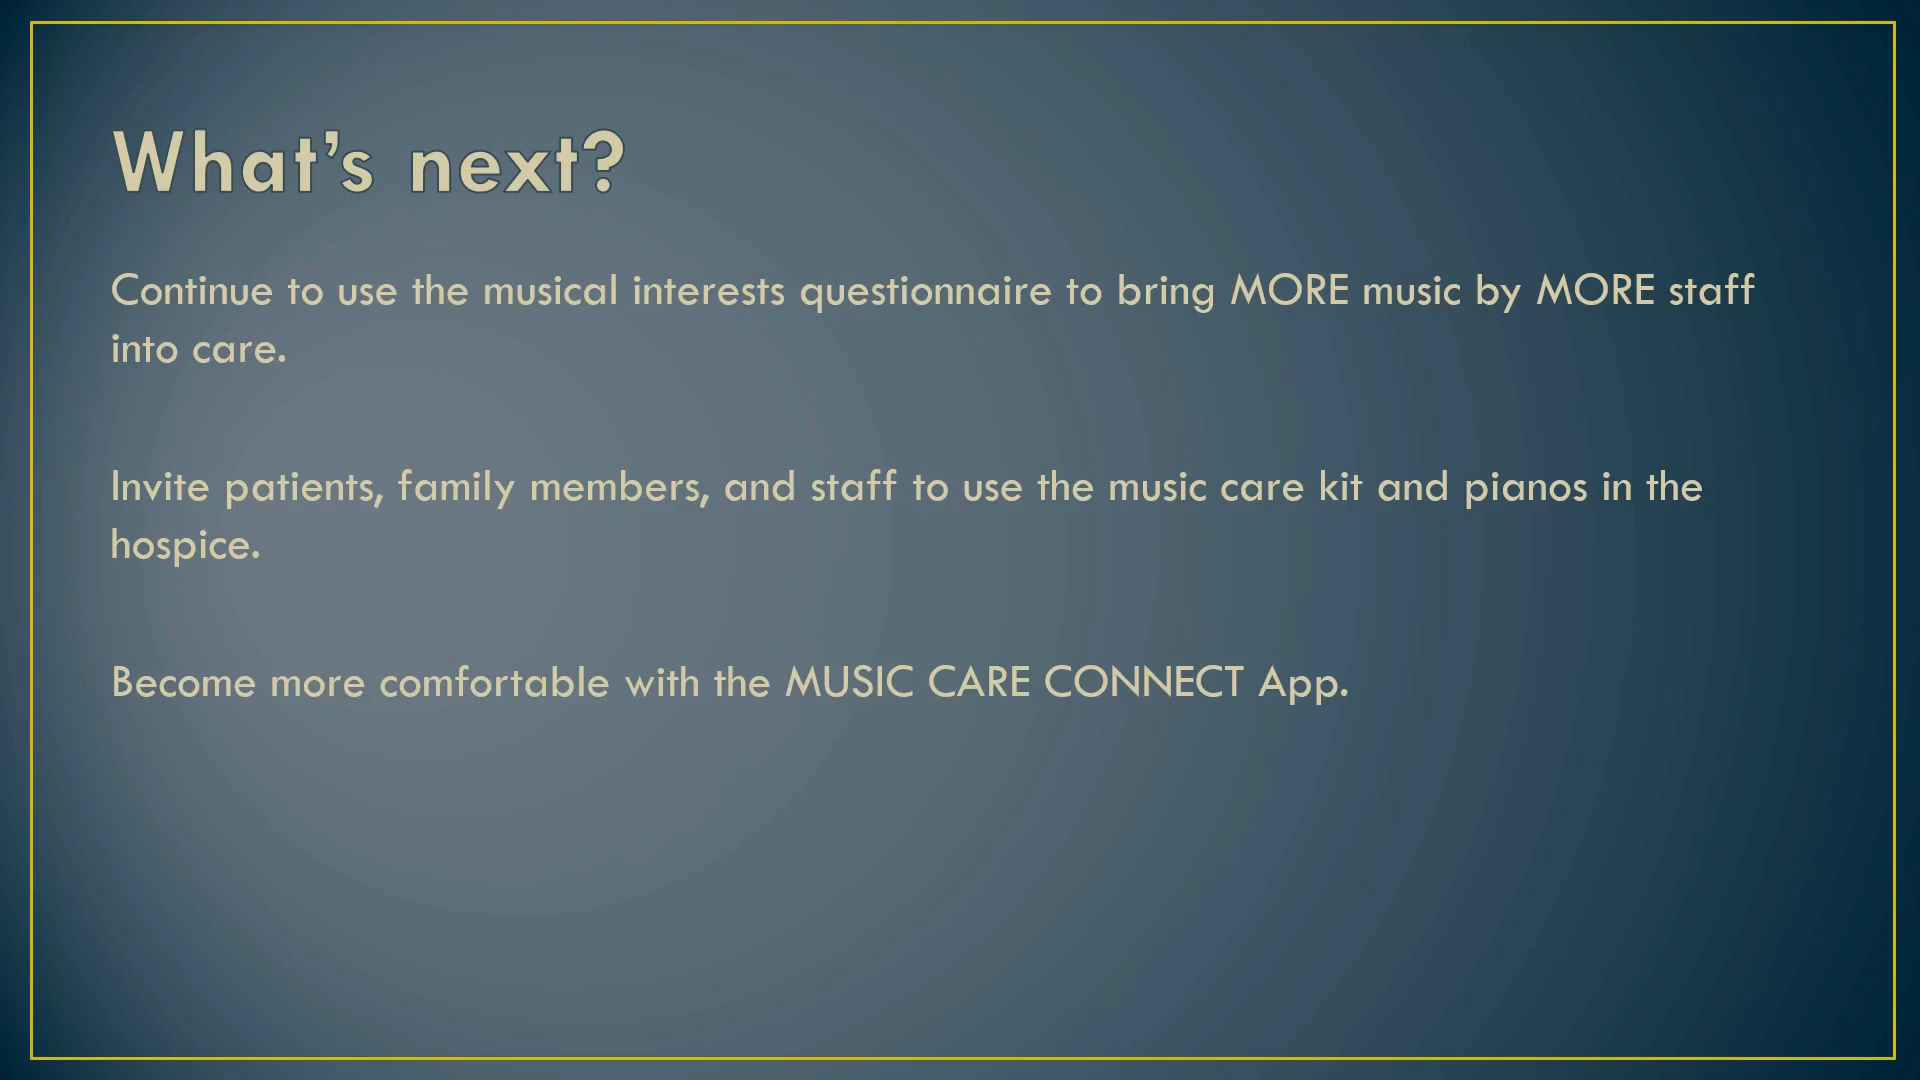 What’s next?
Continue to use the musical interests questionnaire to bring MORE music by MORE staff
into care.
Invite patients, family members, and staff to use the music care kit and pianos in the
hospice.
Become more comfortable with the MUSIC CARE CONNECT App.